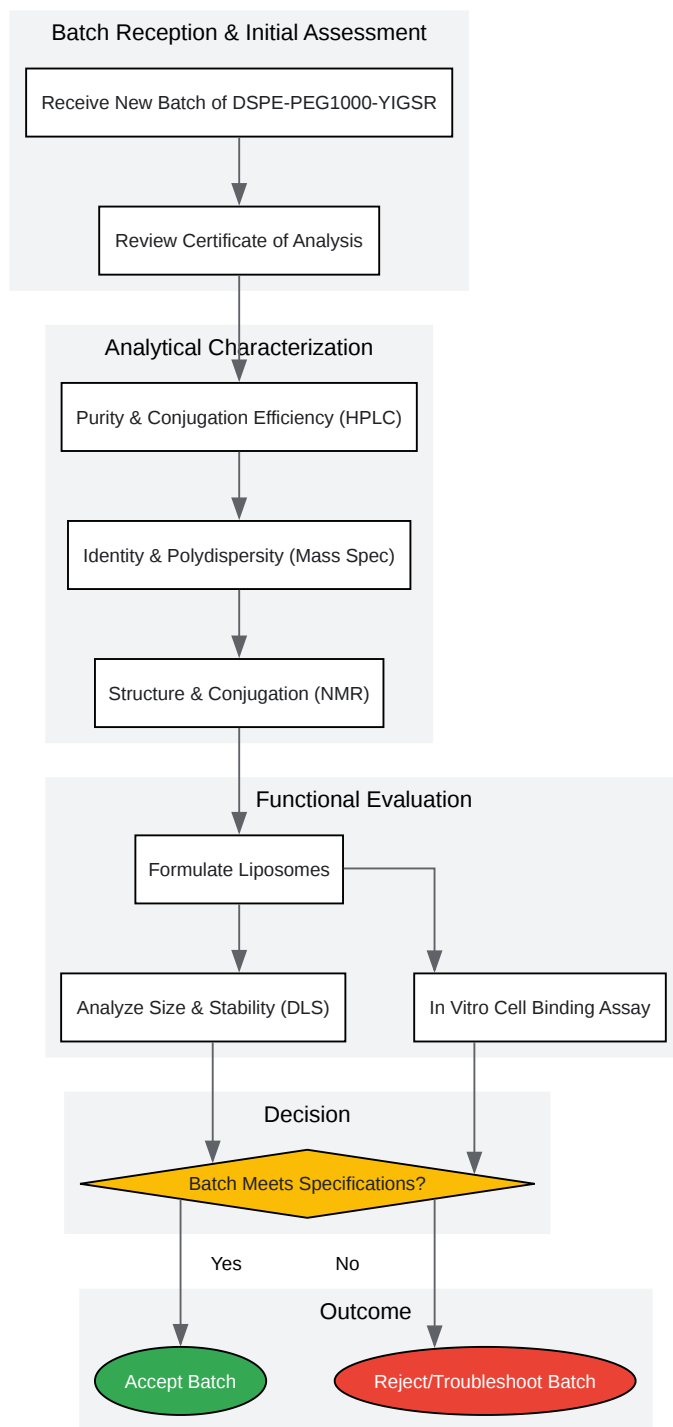 Batch Reception & Initial Assessment
Receive New Batch of DSPE-PEG1000-YIGSR
Review Certificate of Analysis
Analytical Characterization
Purity & Conjugation Efficiency (HPLC)
Identity & Polydispersity (Mass Spec)
Structure & Conjugation (NMR)
Functional Evaluation
Formulate Liposomes
Analyze Size & Stability (DLS)
In Vitro Cell Binding Assay
Decision
Batch Meets Specifications?
Yes
No
Outcome
Accept Batch
Reject/Troubleshoot Batch